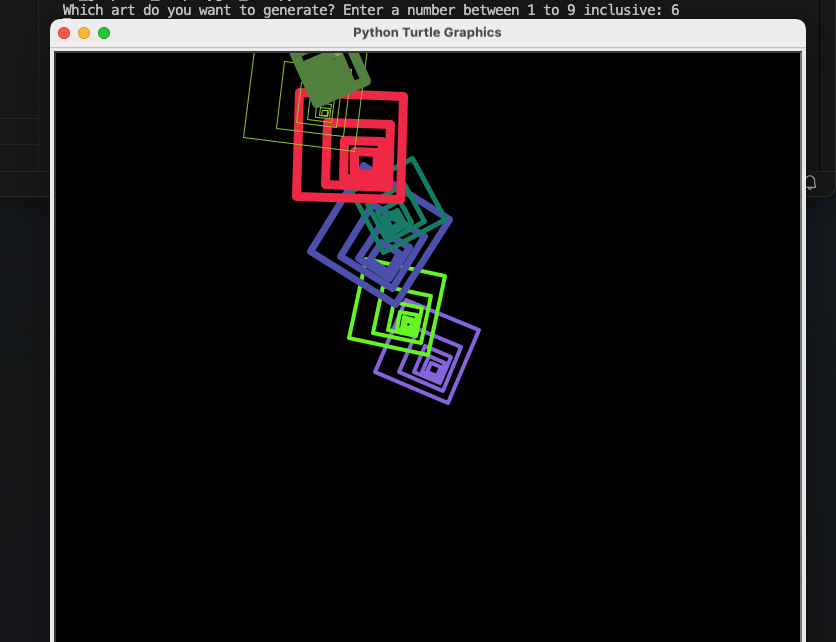 Which art do you want to generate? Enter a number between 1 to 9 inclusive: 6
Python Turtle Graphics